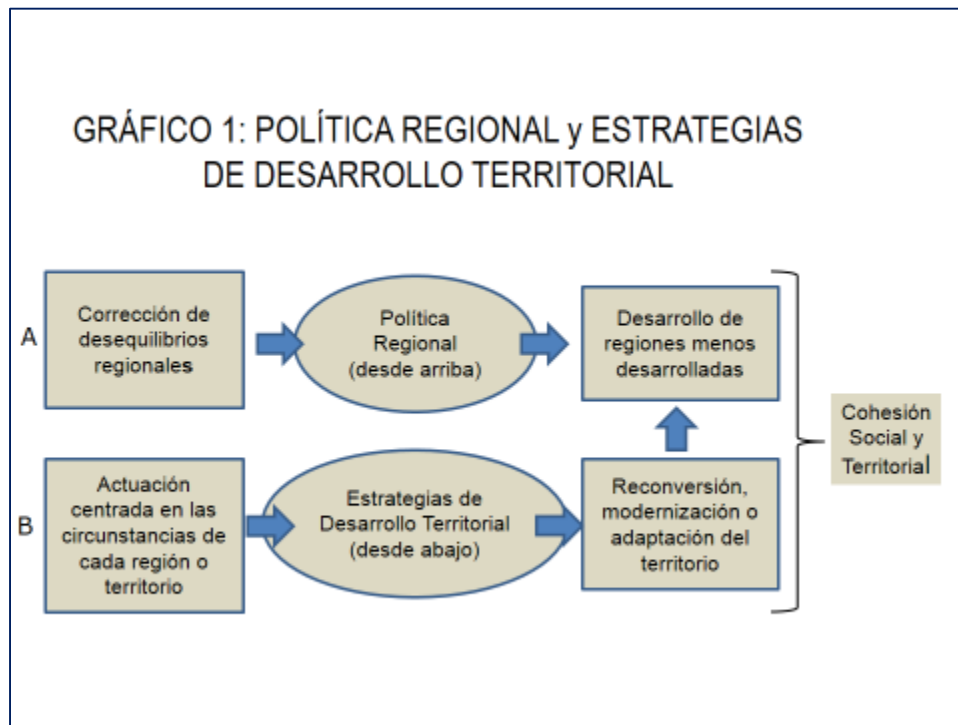 GRÁFICO 1: POLÍTICA REGIONAL y ESTRATEGIAS
DE DESARROLLO TERRITORIAL
A
Corrección de
desequilibrios
regionales
Política
Regional
(desde arriba)
Desarrollo de
regiones menos
desarrolladas
B
Actuación
centrada en las
circunstancias de
cada región o
territorio
Estrategias de
Desarrollo Territorial
(desde abajo)
Reconversión,
modernización o
adaptación del
territorio
Cohesión
Social y
Territorial